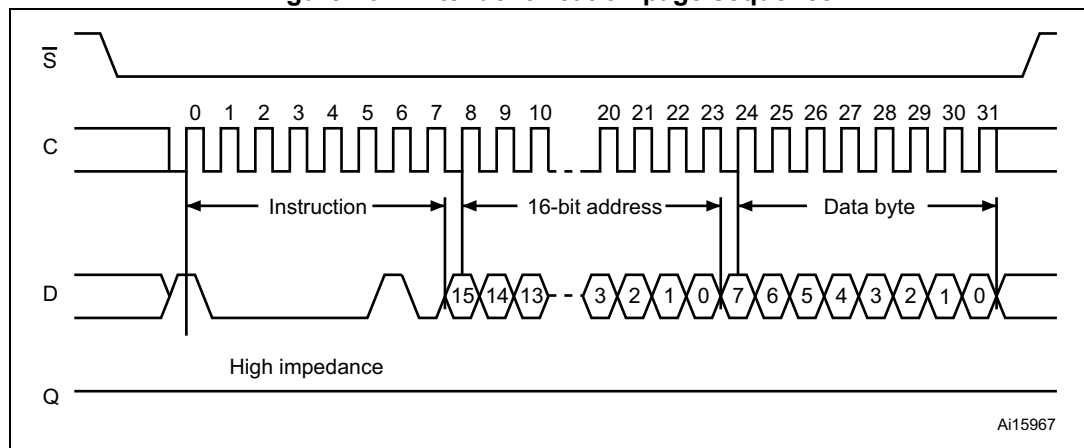 S
0 1 2 3 4 5 6 7 8 9 10 20 21 22 23 24 25 26 27 28 29 30 31
C
Instruction 16-bit address Data byte
D
15 14 13 3 2 1 0 7 6 5 4 3 2 1 0
High impedance
Q
Ai15967